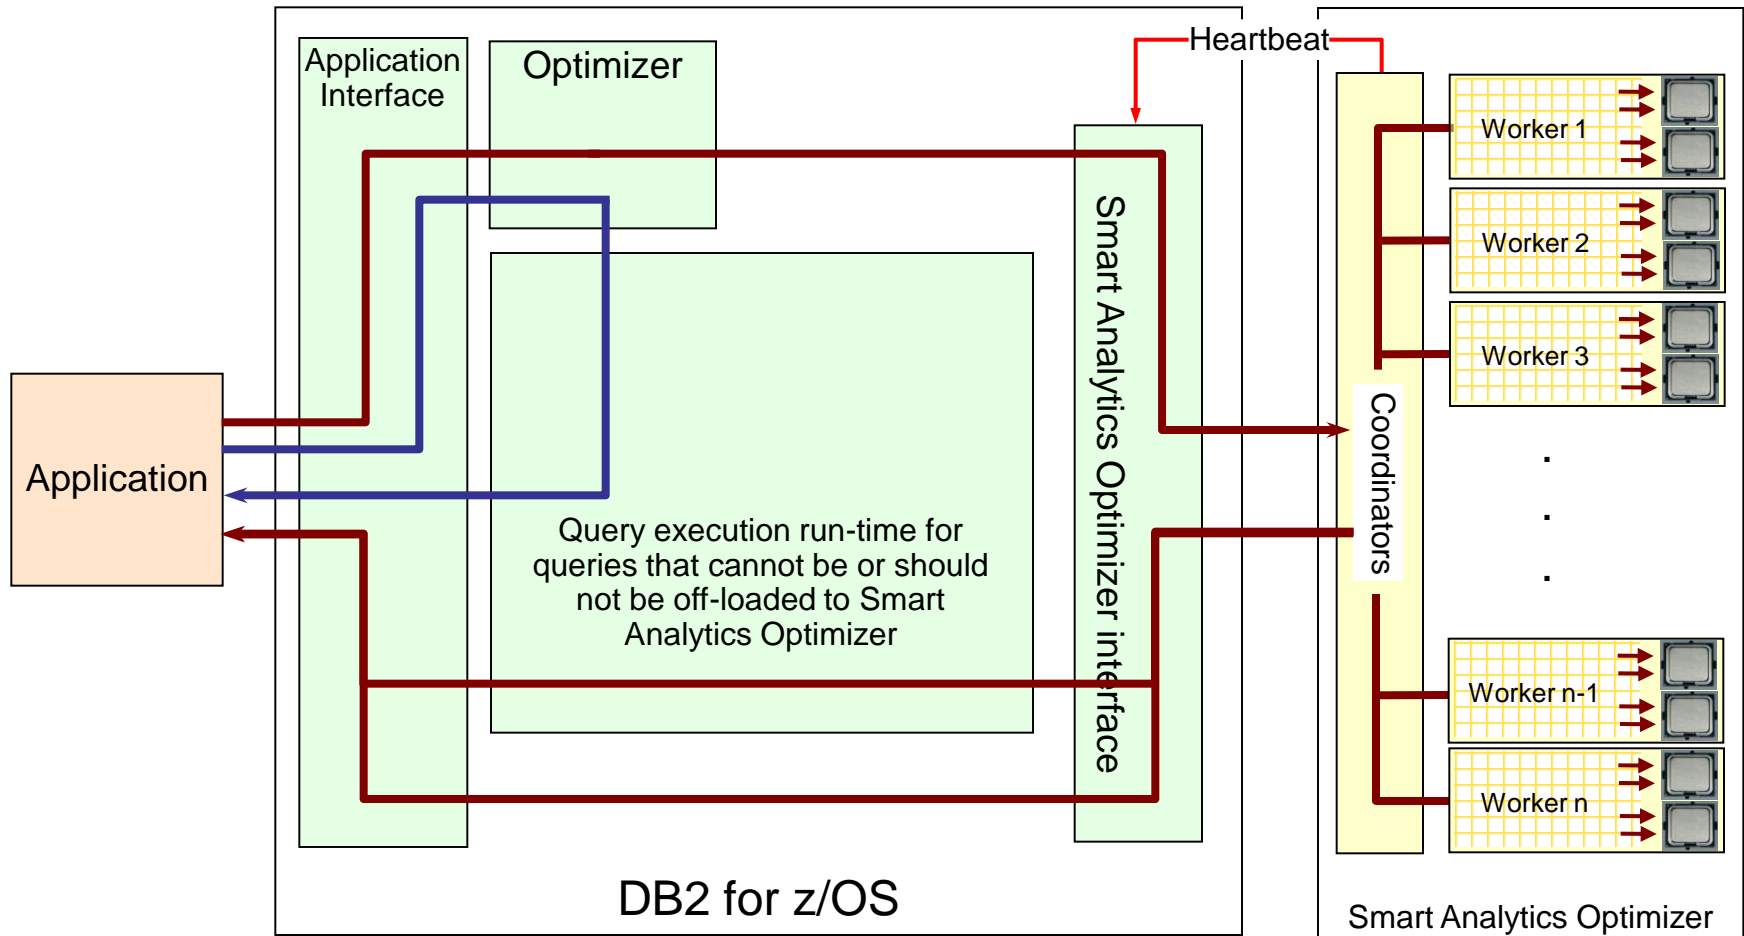 Heartbeat
Application
Interface
Optimizer
Smart Analytics Optimizer interface
Application
Query execution run-time for
queries that cannot be or should
not be off-loaded to Smart
Analytics Optimizer
Coordinators
Worker 1
Worker 2
Worker 3
.
.
.
Worker n-1
Worker n
DB2 for z/OS
Smart Analytics Optimizer